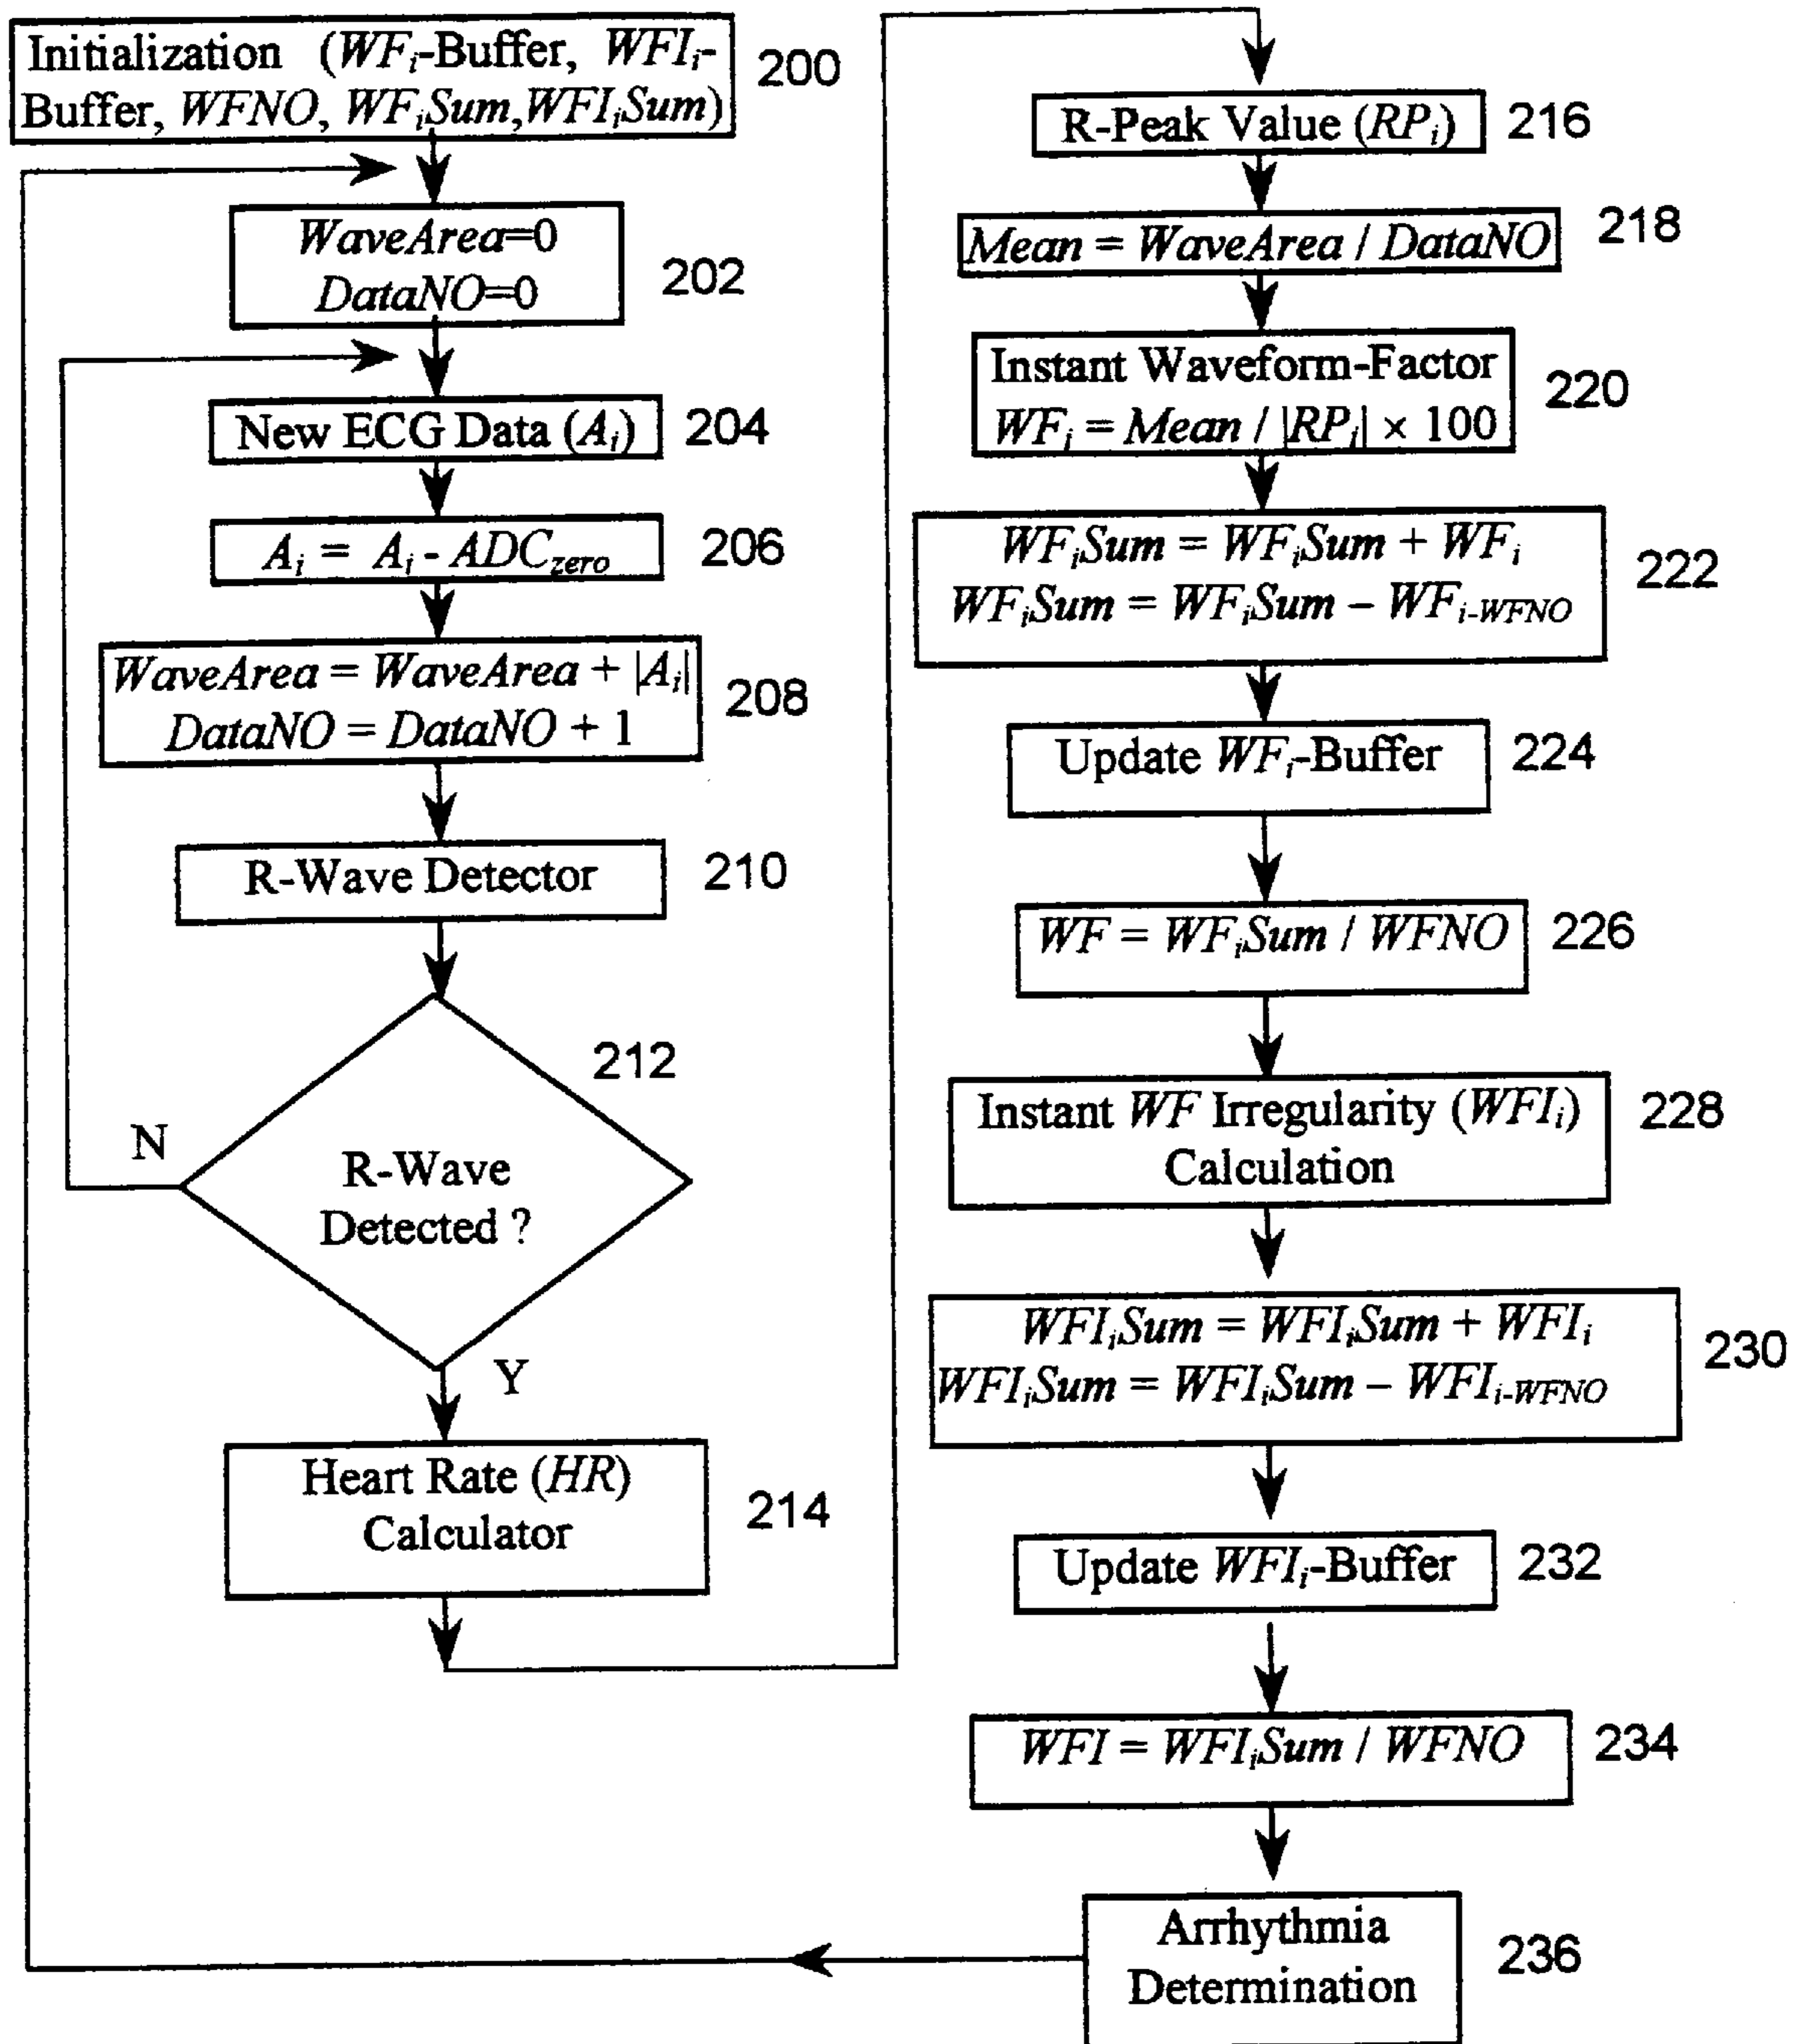 Initialization (WFᵢ-Buffer, WFIᵢ-
Buffer, WFNO, WFᵢSum,WFIᵢSum)
200
WaveArea=0
DataNO=0
202
New ECG Data (Aᵢ)
204
Aᵢ = Aᵢ - ADC_zero
206
WaveArea = WaveArea + |Aᵢ|
DataNO = DataNO + 1
208
R-Wave Detector
210
212
N
R-Wave
Detected ?
Y
Heart Rate (HR)
Calculator
214
R-Peak Value (RPᵢ)
216
Mean = WaveArea / DataNO
218
Instant Waveform-Factor
WFᵢ = Mean / |RPᵢ| × 100
220
WFᵢSum = WFᵢSum + WFᵢ
WFᵢSum = WFᵢSum – WF_i-WFNO
222
Update WFᵢ-Buffer
224
WF = WFᵢSum / WFNO
226
Instant WF Irregularity (WFIᵢ)
Calculation
228
WFIᵢSum = WFIᵢSum + WFIᵢ
WFIᵢSum = WFIᵢSum – WFI_i-WFNO
230
Update WFIᵢ-Buffer
232
WFI = WFIᵢSum / WFNO
234
Arrhythmia
Determination
236